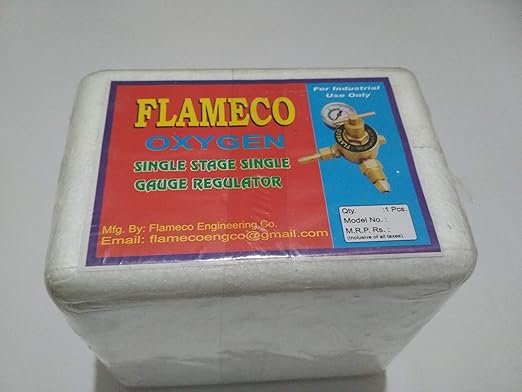 FLAMECO
OXYGEN
SINGLE STAGE SINGLE
GAUGE REGULATOR
Mfg. By: Flameco Engineering Co.
Email: flamecoengco@gmail.com
For Industrial
Use Only
FLAMECO
Qty. :1 Pcs.
Model No. :
M.R.P. Rs. :
(Inclusive of all taxes)